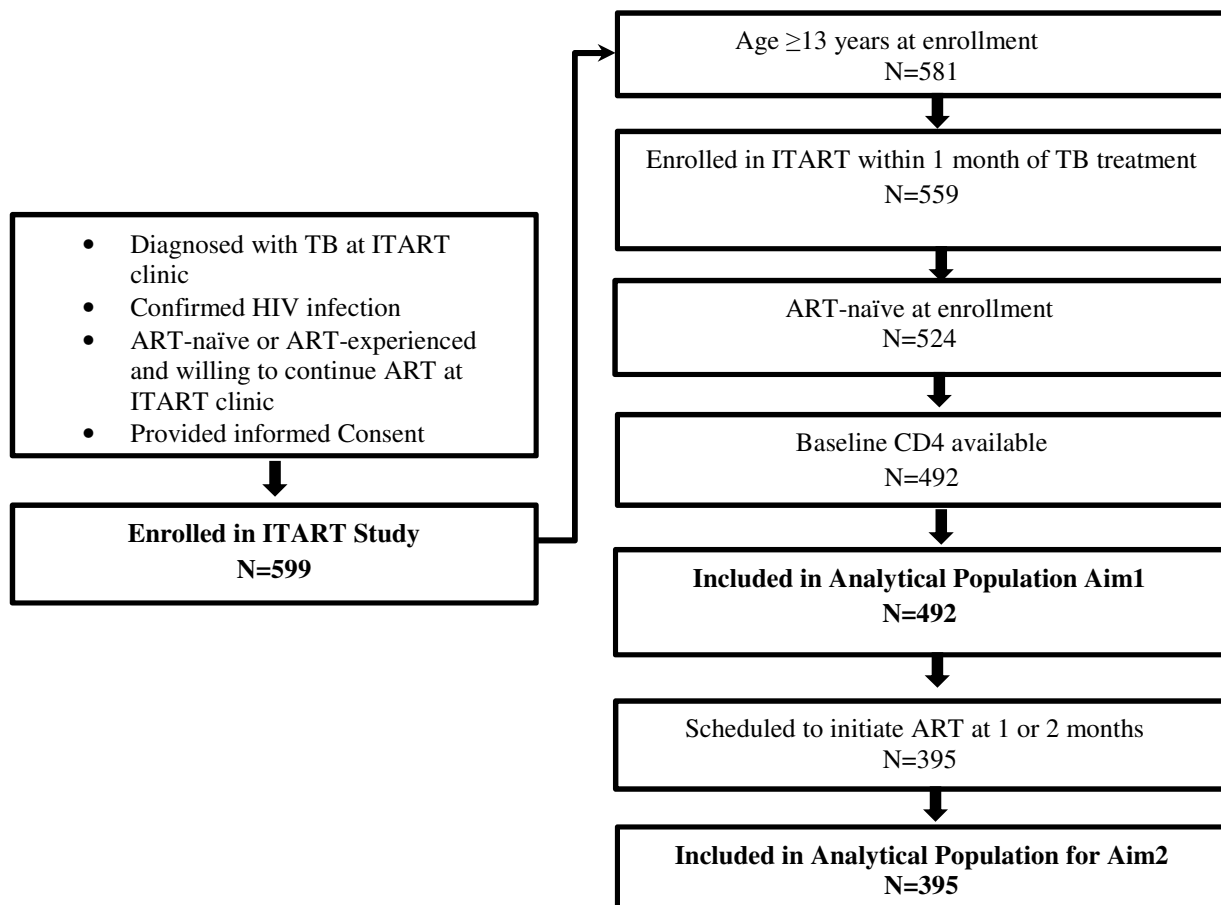 • Diagnosed with TB at ITART
clinic
• Confirmed HIV infection
• ART-naïve or ART-experienced
and willing to continue ART at
ITART clinic
• Provided informed Consent
Enrolled in ITART Study
N=599
Age ≥13 years at enrollment
N=581
Enrolled in ITART within 1 month of TB treatment
N=559
ART-naïve at enrollment
N=524
Baseline CD4 available
N=492
Included in Analytical Population Aim1
N=492
Scheduled to initiate ART at 1 or 2 months
N=395
Included in Analytical Population for Aim2
N=395